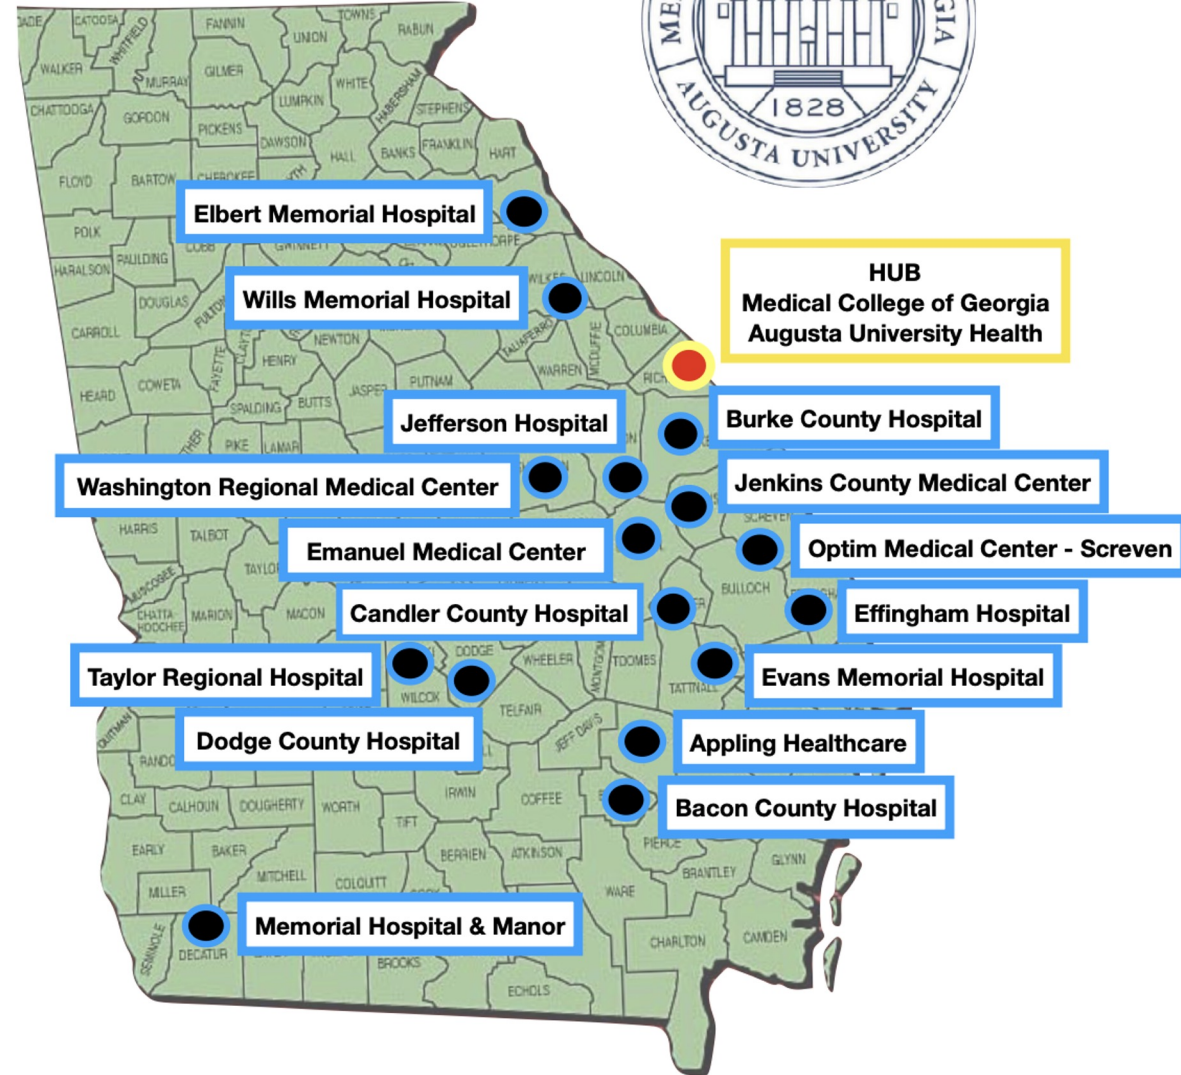 CATOOSA
FANNIN
TOWNS
RABUN
UNION
WHITFIELD
WALKER
MURRAY
GILMER
WHITE
HABERSHAM
LUMPKIN
STEPHENS
CHATTOOGA
GORDON
PICKENS
DAWSON
HALL
BANKS
FRANKLIN
HART
FLOYD
BARTOW
CHEROKEE
1828
AUGUSTA UNIVERSITY
Elbert Memorial Hospital
POLK
COBB
GWINNETT
HARALSON
PAULDING
Wills Memorial Hospital
WILKES
LINCOLN
HUB
Medical College of Georgia
Augusta University Health
DOUGLAS
FULTON
CARROLL
NEWTON
TALIAFERRO
COLUMBIA
HENRY
FAYETTE
WARREN
MCDUFFIE
COWETA
HEARD
JASPER
PUTNAM
SPALDING
BUTTS
Jefferson Hospital
Burke County Hospital
PIKE
LAMAR
Washington Regional Medical Center
Jenkins County Medical Center
HARRIS
TALBOT
SCREVEN
Emanuel Medical Center
Optim Medical Center - Screven
MUSCOGEE
TAYLOR
BULLOCH
CHATTA-
HOOCHEE
MARION
MACON
Candler County Hospital
Effingham Hospital
DODGE
WHEELER
TOOMBS
Taylor Regional Hospital
Evans Memorial Hospital
WILCOX
TATTNALL
TELFAIR
QUITMAN
JEFF DAVIS
Dodge County Hospital
Appling Healthcare
CLAY
CALHOUN
DOUGHERTY
WORTH
IRWIN
COFFEE
Bacon County Hospital
TIFT
EARLY
BAKER
BERRIEN
ATKINSON
PIERCE
GLYNN
MITCHELL
BRANTLEY
MILLER
COLQUITT
WARE
Memorial Hospital & Manor
SEMINOLE
DECATUR
CHARLTON
CAMDEN
BROOKS
ECHOLS